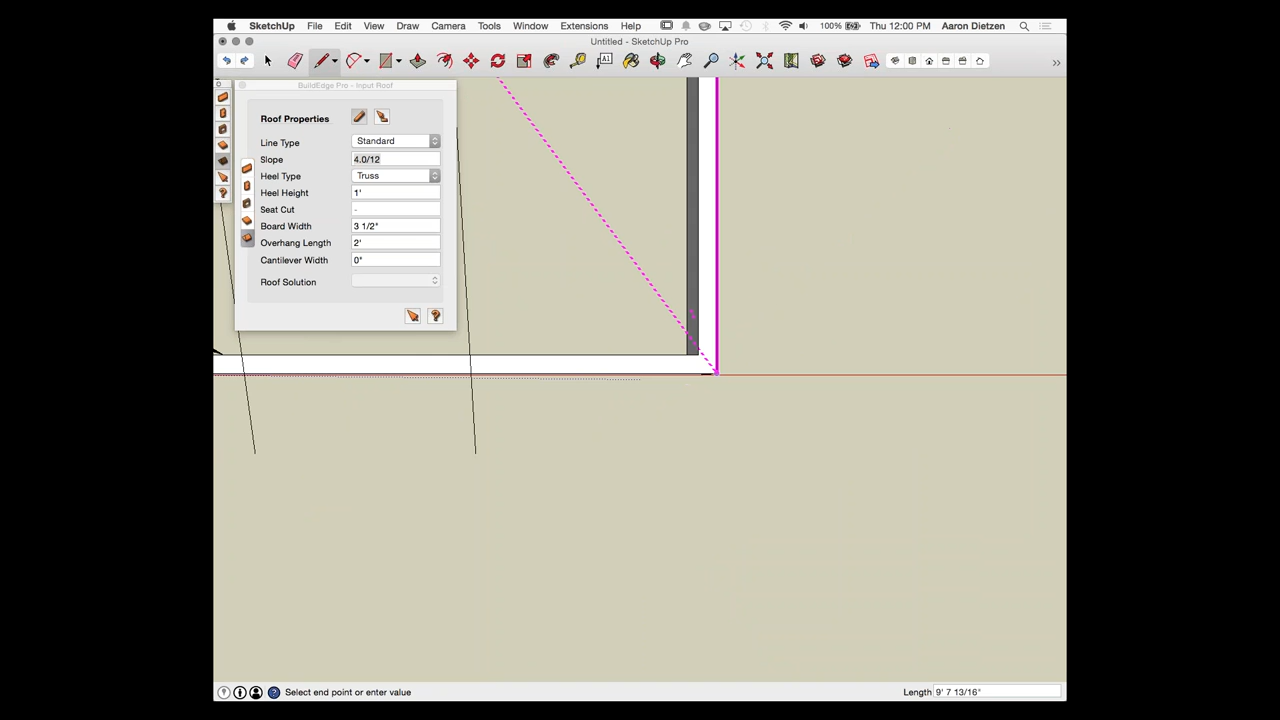 SketchUp File Edit View Draw Camera Tools Window Extensions Help 100% Thu 12:00 PM Aaron Dietzen
Untitled - SketchUp Pro
A1
BuildEdge Pro - Input Roof
Roof Properties
Line Type Standard
Slope 4.0/12
Heel Type Truss
Heel Height 1'
Seat Cut -
Board Width 3 1/2"
Overhang Length 2'
Cantilever Width 0"
Roof Solution
Select end point or enter value Length 9' 7 13/16"